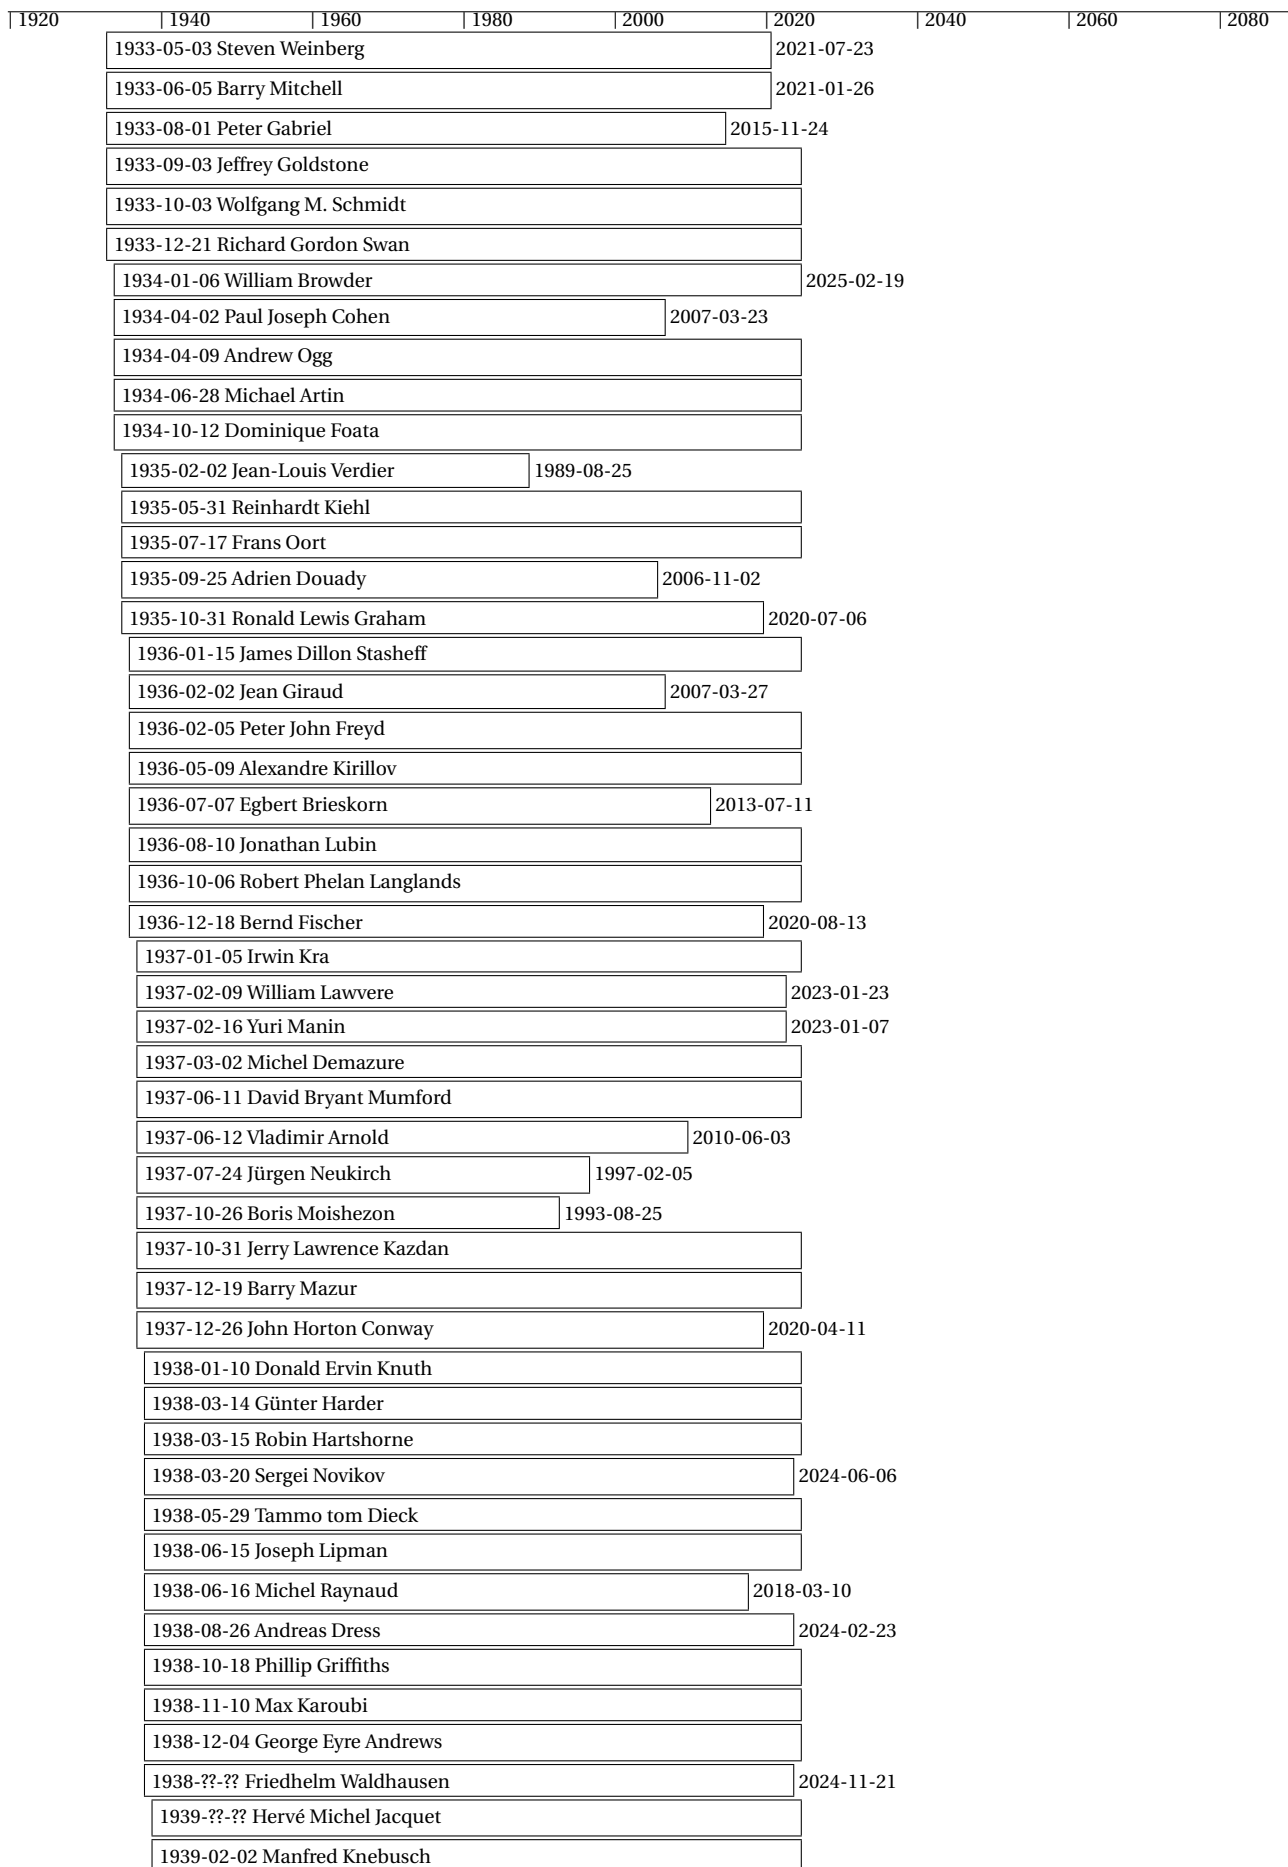 | 1920 | 1940 | 1960 | 1980 | 2000 | 2020 | 2040 | 2060 | 2080
1933-05-03 Steven Weinberg 2021-07-23
1933-06-05 Barry Mitchell 2021-01-26
1933-08-01 Peter Gabriel 2015-11-24
1933-09-03 Jeffrey Goldstone
1933-10-03 Wolfgang M. Schmidt
1933-12-21 Richard Gordon Swan
1934-01-06 William Browder 2025-02-19
1934-04-02 Paul Joseph Cohen 2007-03-23
1934-04-09 Andrew Ogg
1934-06-28 Michael Artin
1934-10-12 Dominique Foata
1935-02-02 Jean-Louis Verdier 1989-08-25
1935-05-31 Reinhardt Kiehl
1935-07-17 Frans Oort
1935-09-25 Adrien Douady 2006-11-02
1935-10-31 Ronald Lewis Graham 2020-07-06
1936-01-15 James Dillon Stasheff
1936-02-02 Jean Giraud 2007-03-27
1936-02-05 Peter John Freyd
1936-05-09 Alexandre Kirillov
1936-07-07 Egbert Brieskorn 2013-07-11
1936-08-10 Jonathan Lubin
1936-10-06 Robert Phelan Langlands
1936-12-18 Bernd Fischer 2020-08-13
1937-01-05 Irwin Kra
1937-02-09 William Lawvere 2023-01-23
1937-02-16 Yuri Manin 2023-01-07
1937-03-02 Michel Demazure
1937-06-11 David Bryant Mumford
1937-06-12 Vladimir Arnold 2010-06-03
1937-07-24 Jürgen Neukirch 1997-02-05
1937-10-26 Boris Moishezon 1993-08-25
1937-10-31 Jerry Lawrence Kazdan
1937-12-19 Barry Mazur
1937-12-26 John Horton Conway 2020-04-11
1938-01-10 Donald Ervin Knuth
1938-03-14 Günter Harder
1938-03-15 Robin Hartshorne
1938-03-20 Sergei Novikov 2024-06-06
1938-05-29 Tammo tom Dieck
1938-06-15 Joseph Lipman
1938-06-16 Michel Raynaud 2018-03-10
1938-08-26 Andreas Dress 2024-02-23
1938-10-18 Phillip Griffiths
1938-11-10 Max Karoubi
1938-12-04 George Eyre Andrews
1938-??-?? Friedhelm Waldhausen 2024-11-21
1939-??-?? Hervé Michel Jacquet
1939-02-02 Manfred Knebusch